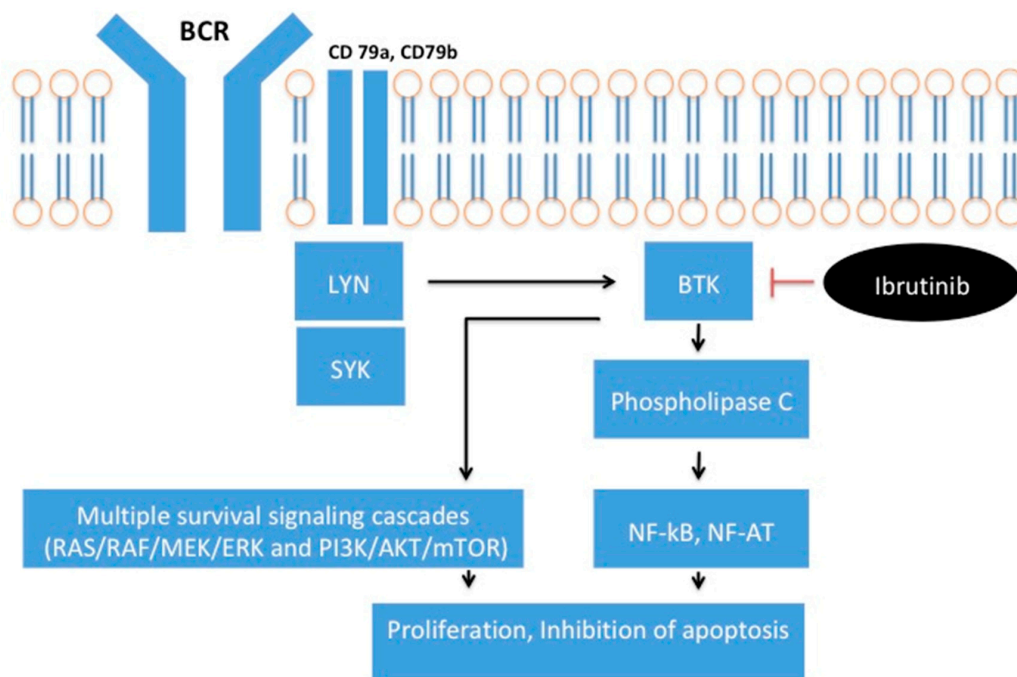 BCR
CD 79a, CD79b
LYN
BTK
Ibrutinib
SYK
Phospholipase C
Multiple survival signaling cascades
(RAS/RAF/MEK/ERK and PI3K/AKT/mTOR)
NF-kB, NF-AT
Proliferation, Inhibition of apoptosis